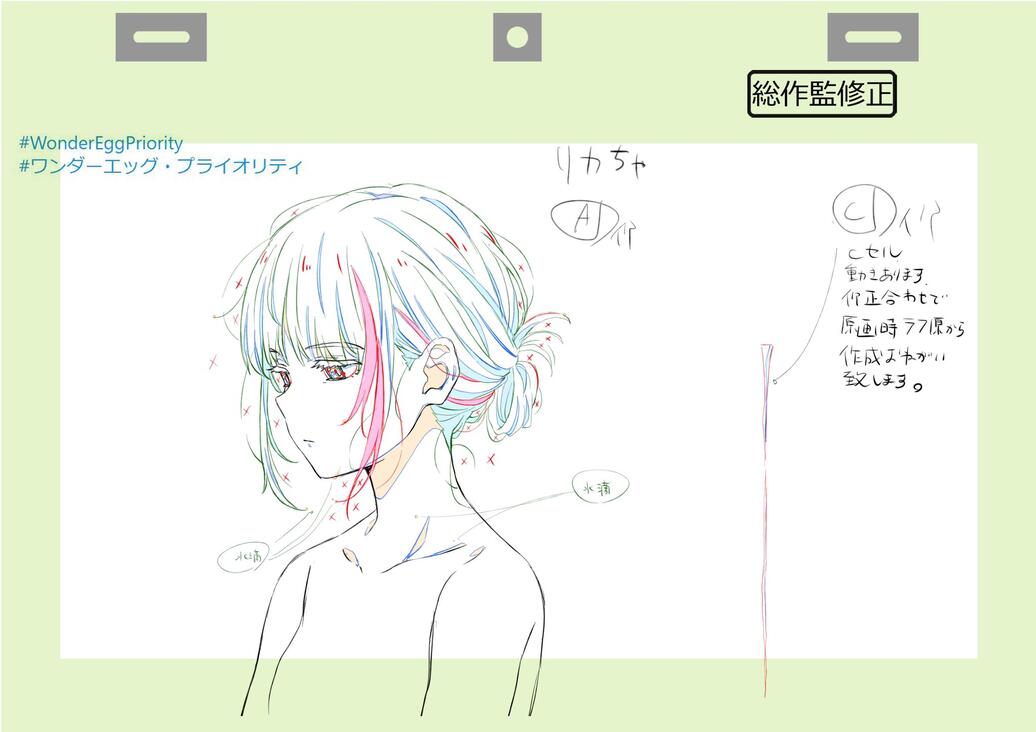 総作監修正
#WonderEggPriority
#ワンダーエッグ・プライオリティ
リカちゃ
A 修
C 修
Cセル
動きあります。
修正合わせで
原画時ラフ原から
作成おねがい
致します。
水滴
水滴